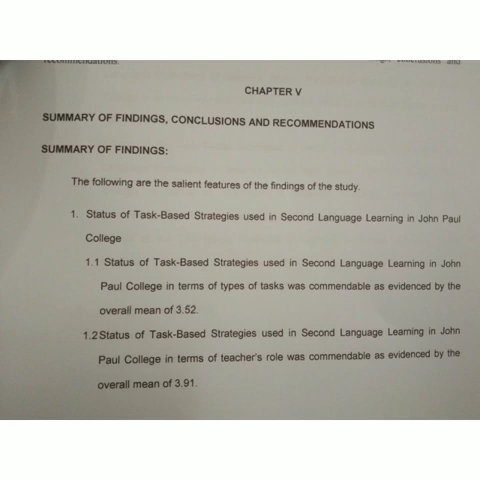 recommendations. and
CHAPTER V
SUMMARY OF FINDINGS, CONCLUSIONS AND RECOMMENDATIONS
SUMMARY OF FINDINGS:
The following are the salient features of the findings of the study.
1. Status of Task-Based Strategies used in Second Language Learning in John Paul
College
1.1 Status of Task-Based Strategies used in Second Language Learning in John
Paul College in terms of types of tasks was commendable as evidenced by the
overall mean of 3.52.
1.2Status of Task-Based Strategies used in Second Language Learning in John
Paul College in terms of teacher's role was commendable as evidenced by the
overall mean of 3.91.